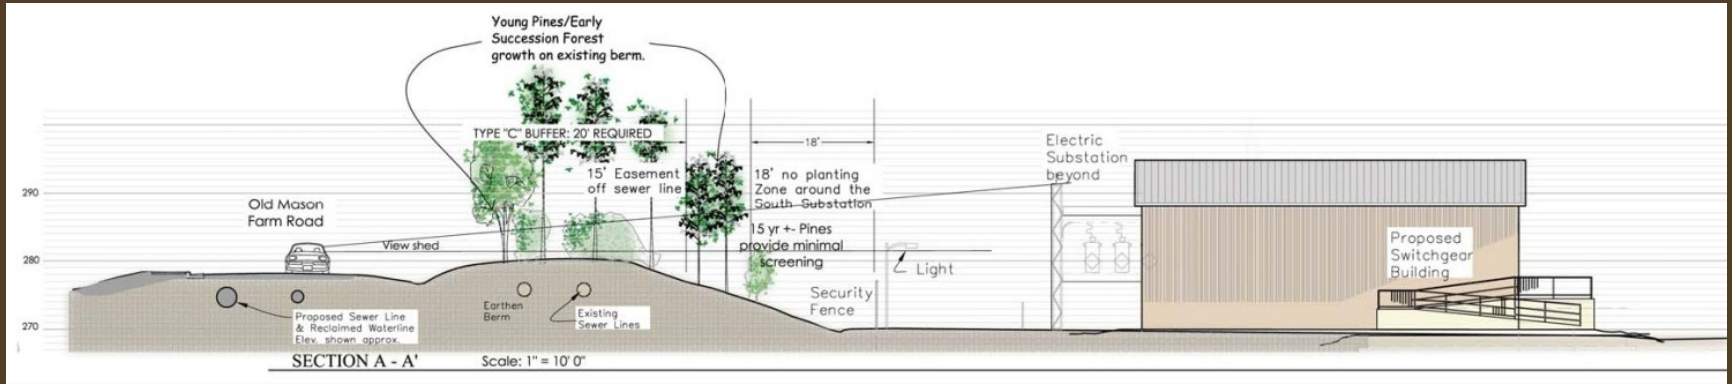 Young Pines/Early
Succession Forest
growth on existing berm.
TYPE "C" BUFFER: 20' REQUIRED
18'
Electric
Substation
beyond
15' Easement
off sewer line
18' no planting
Zone around the
South Substation
290
Old Mason
Farm Road
15 yr +- Pines
provide minimal
screening
View shed
Proposed
Switchgear
Building
280
Light
Security
Fence
Earthen
Berm
Existing
Sewer Lines
Proposed Sewer Line
& Reclaimed Waterline
Elev. shown approx.
270
SECTION A - A'
Scale: 1" = 10' 0"